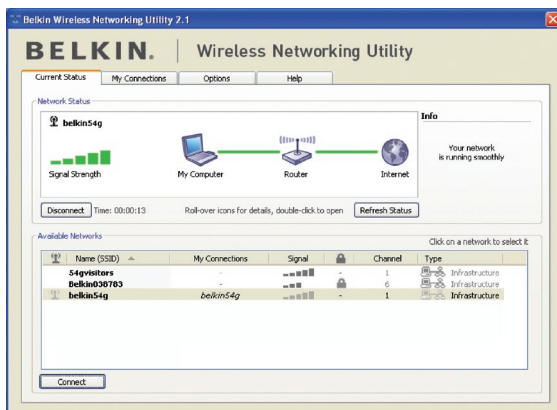 Belkin Wireless Networking Utility 2.1
BELKIN. | Wireless Networking Utility
Current Status My Connections Options Help
Network Status
belkin54g
Info
Your network
is running smoothly
Signal Strength My Computer Router Internet
Disconnect Time: 00:00:13 Roll-over icons for details, double-click to open Refresh Status
Available Networks
Click on a network to select it
Name (SSID) My Connections Signal Channel Type
54gvisitors - - 1 Infrastructure
Belkin038783 - 6 Infrastructure
belkin54g belkin54g - 1 Infrastructure
Connect